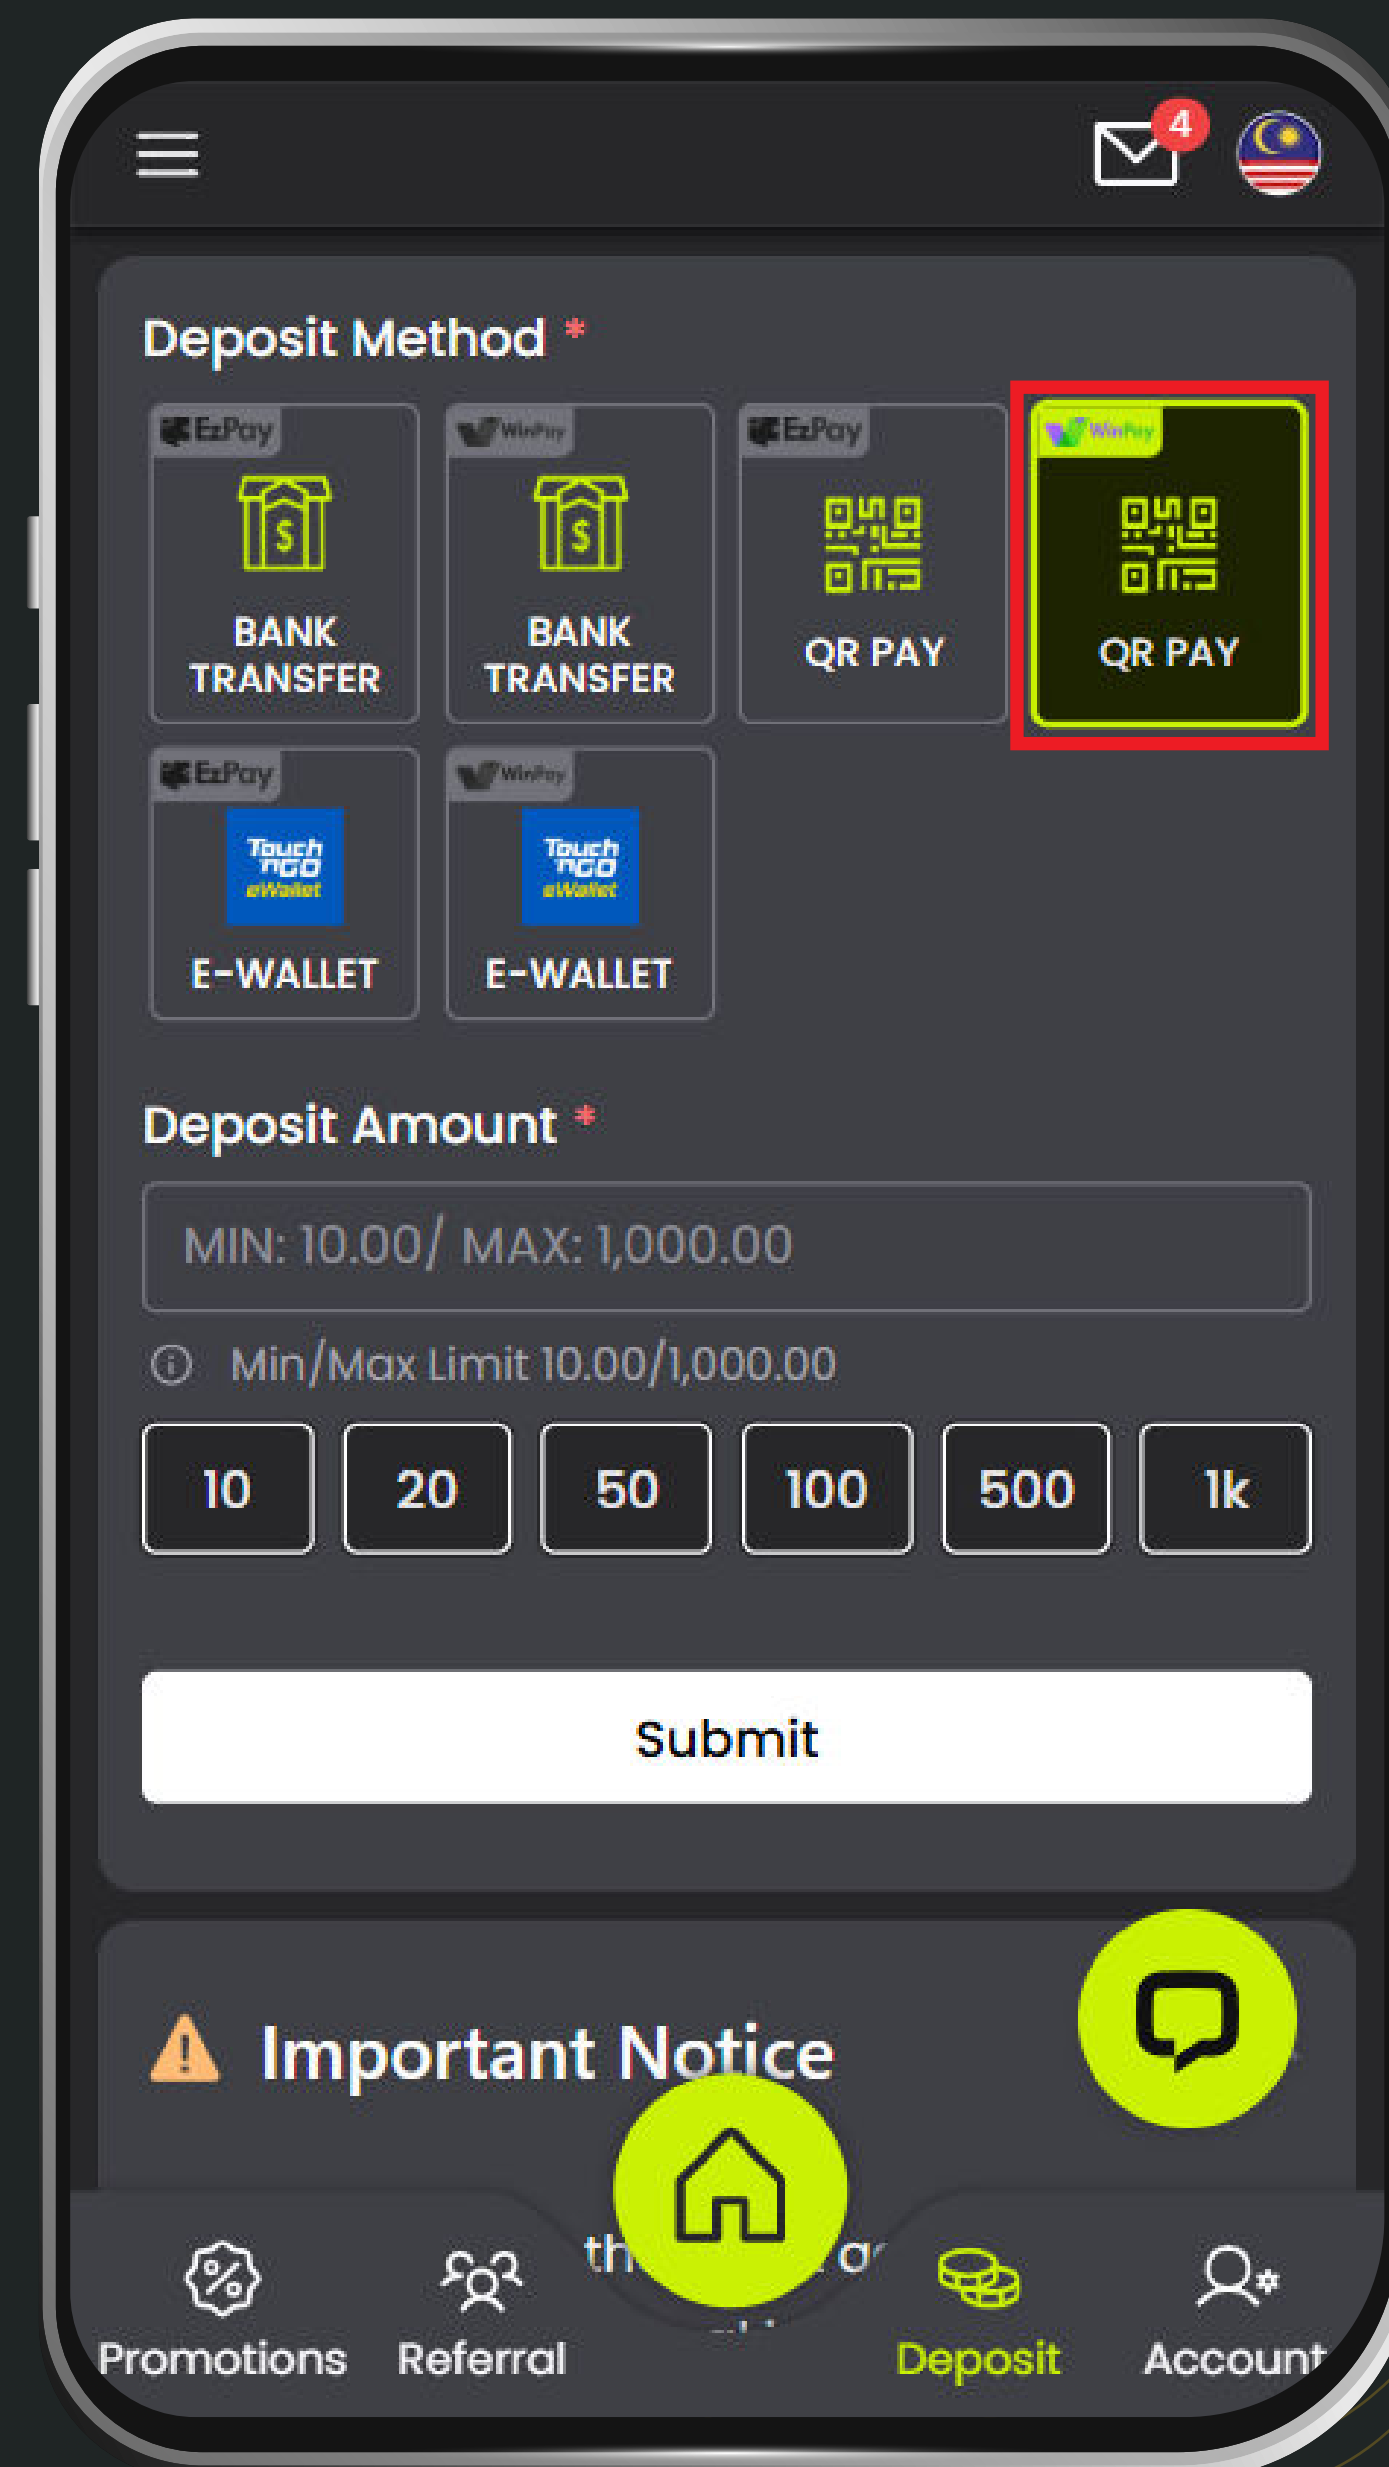 4
Deposit Method *
EzPay
WinPay
EzPay
WinPay
BANK
TRANSFER
BANK
TRANSFER
QR PAY
QR PAY
EzPay
WinPay
Touch
'nGO
eWallet
Touch
'nGO
eWallet
E-WALLET
E-WALLET
Deposit Amount *
MIN: 10.00/ MAX: 1,000.00
Min/Max Limit 10.00/1,000.00
10
20
50
100
500
1k
Submit
Important Notice
Promotions
Referral
Deposit
Account